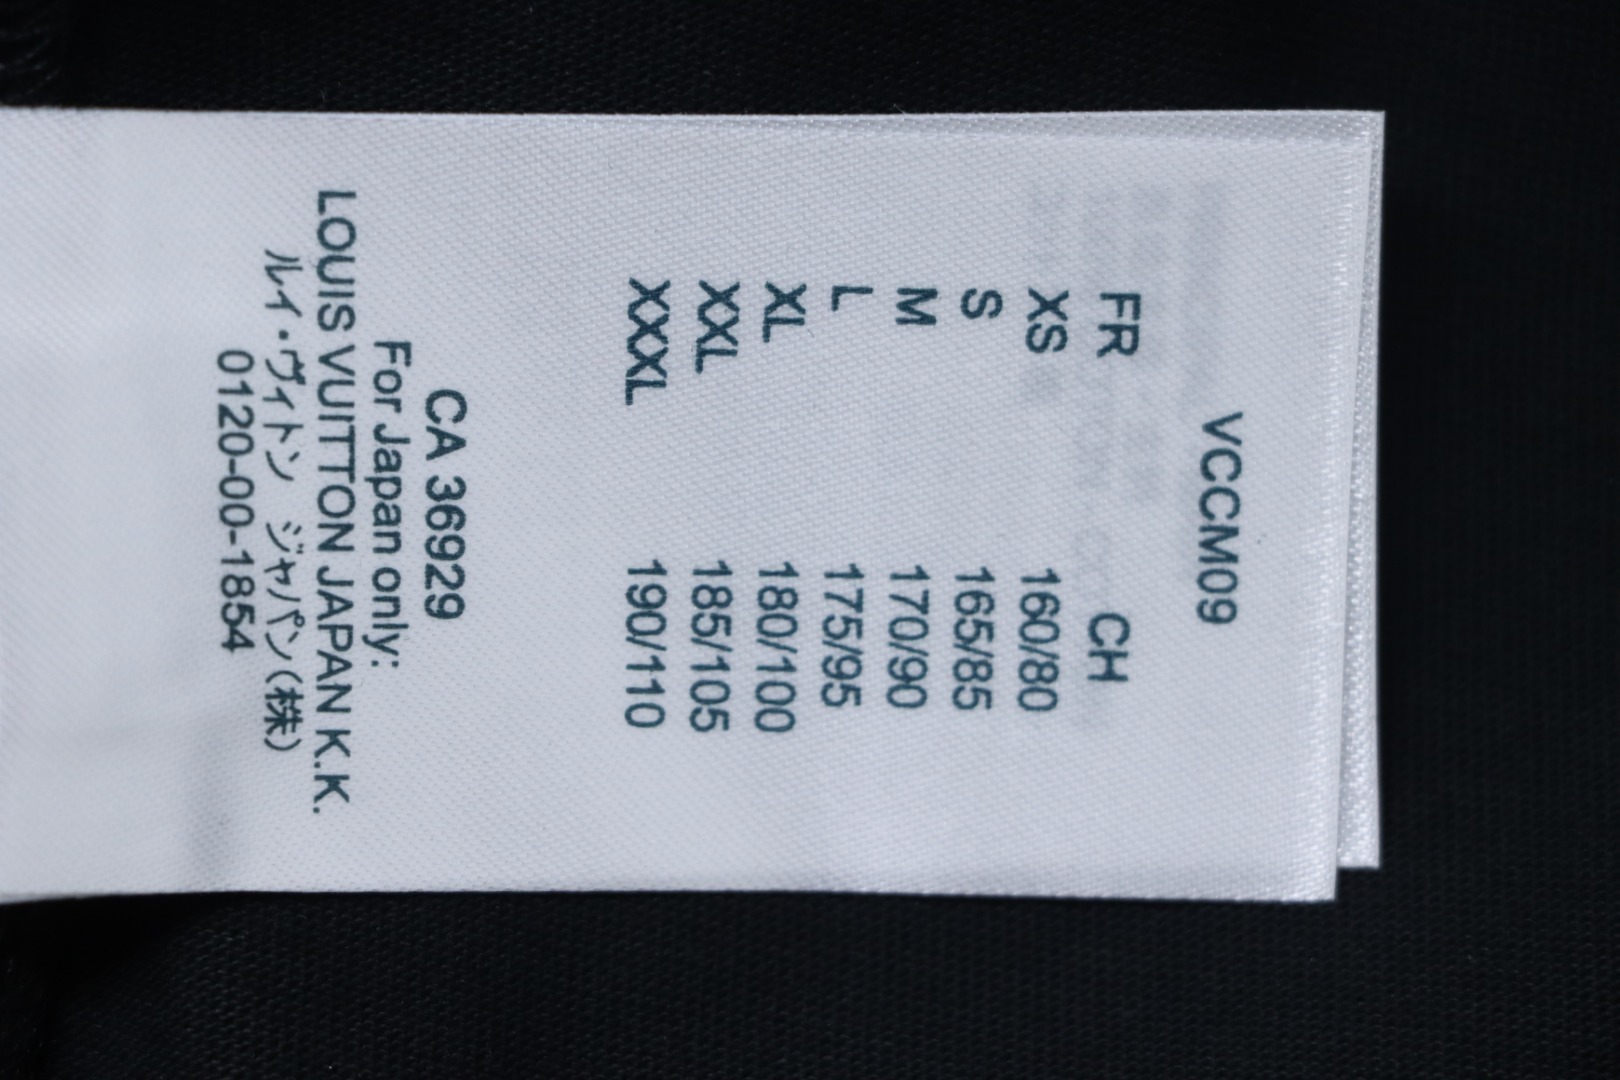 VCCM09
FR CH
XS 160/80
S 165/85
M 170/90
L 175/95
XL 180/100
XXL 185/105
XXXL 190/110
CA 36929
For Japan only:
LOUIS VUITTON JAPAN K.K.
ルイ・ヴィトン ジャパン(株)
0120-00-1854